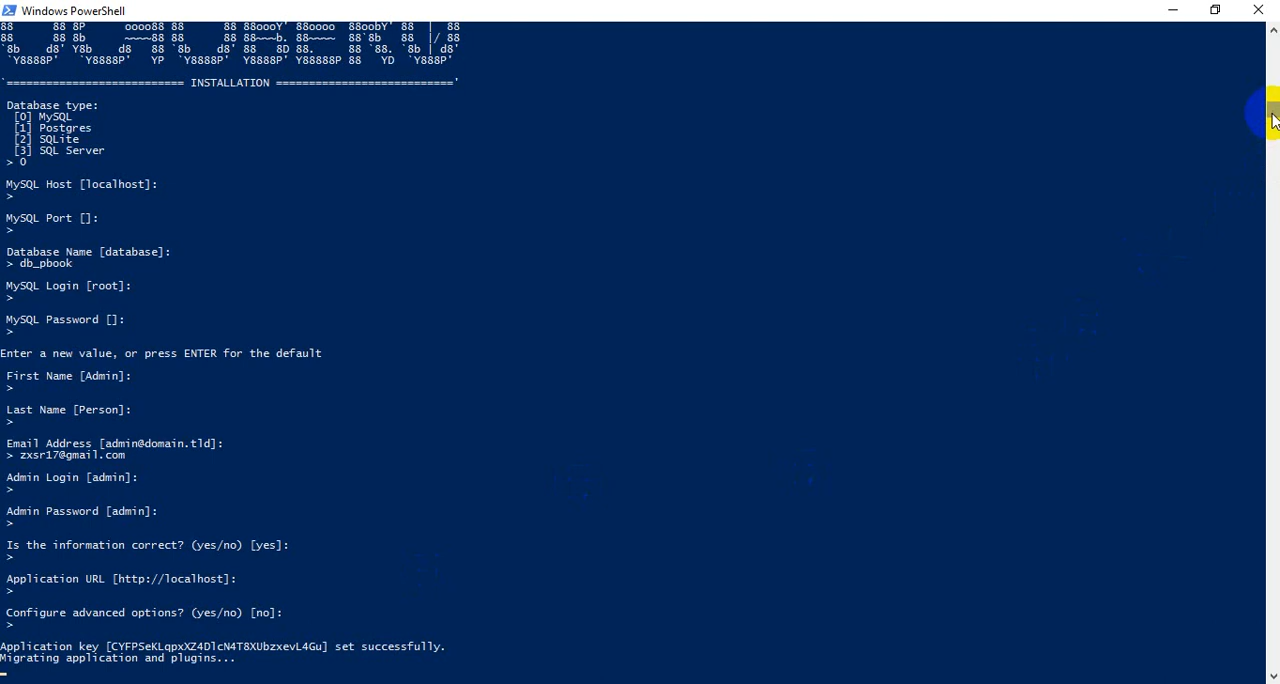 Windows PowerShell
88      88 8P      oooo88 88      88 88oooY' 88oooo  88oobY' 88  |  88
88      88 8b      ~~~~88 88      88 88~~~b. 88~~~~  88`8b   88  |/ 88
`8b    d8' Y8b    d8   88 `8b    d8' 88   8D 88.     88 `88. `8b | d8'
`Y8888P'   `Y8888P'   YP  `Y8888P'  Y8888P' Y88888P 88   YD  `Y888P'
`=========================== INSTALLATION ==========================='
Database type:
[0] MySQL
[1] Postgres
[2] SQLite
[3] SQL Server
> 0
MySQL Host [localhost]:
>
MySQL Port []:
>
Database Name [database]:
> db_pbook
MySQL Login [root]:
>
MySQL Password []:
>
Enter a new value, or press ENTER for the default
First Name [Admin]:
>
Last Name [Person]:
>
Email Address [admin@domain.tld]:
> zxsr17@gmail.com
Admin Login [admin]:
>
Admin Password [admin]:
>
Is the information correct? (yes/no) [yes]:
>
Application URL [http://localhost]:
>
Configure advanced options? (yes/no) [no]:
>
Application key [CYFPSeKLqpxXZ4DlcN4T8XUbzxevL4Gu] set successfully.
Migrating application and plugins...